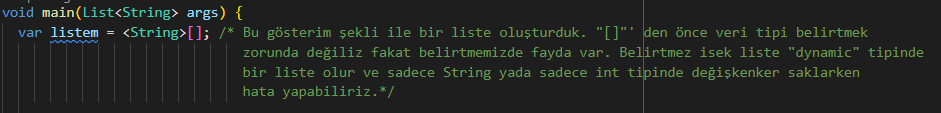 void main(List<String> args) {
var listem = <String>[]; /* Bu gösterim şekli ile bir liste oluşturduk. "[]"' den önce veri tipi belirtmek
zorunda değiliz fakat belirtmemizde fayda var. Belirtmez isek liste "dynamic" tipinde
bir liste olur ve sadece String yada sadece int tipinde değişkenker saklarken
hata yapabiliriz.*/